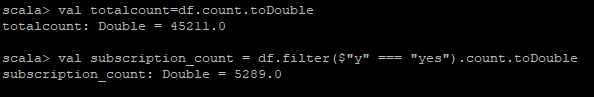 scala> val totalcount=df.count.toDouble
totalcount: Double = 45211.0
scala> val subscription_count = df.filter($"y" === "yes").count.toDouble
subscription_count: Double = 5289.0